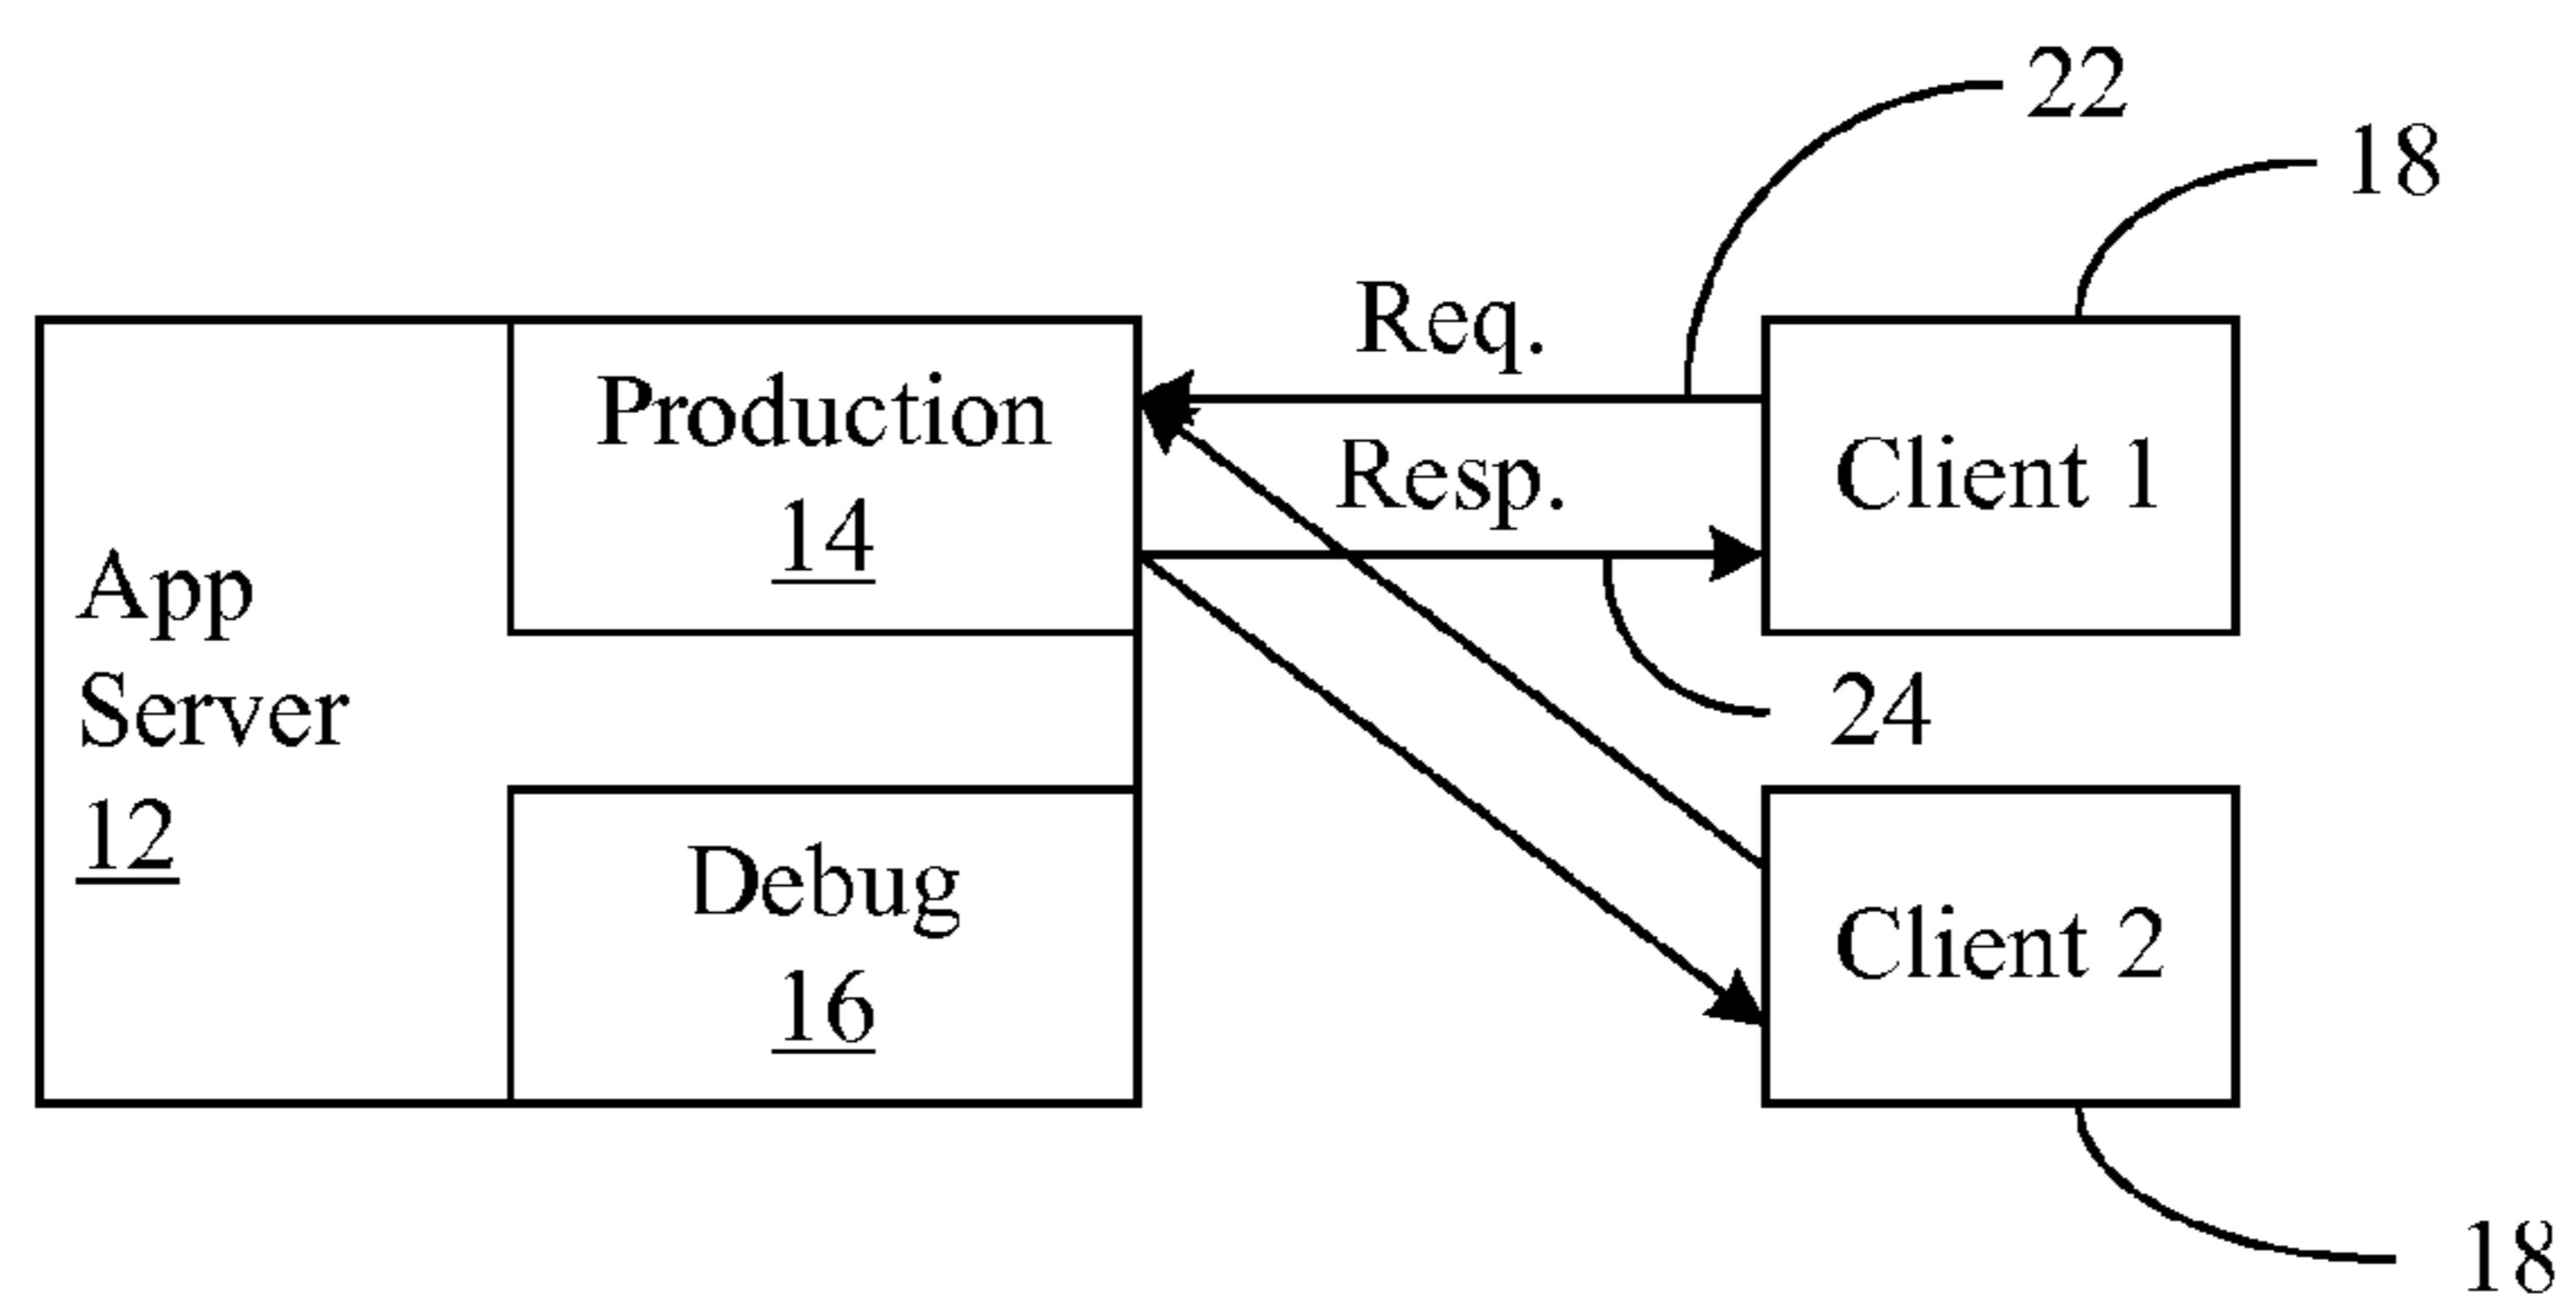 22
18
Req.
Production
14
Resp.
Client 1
App
Server
12
24
Debug
16
Client 2
18